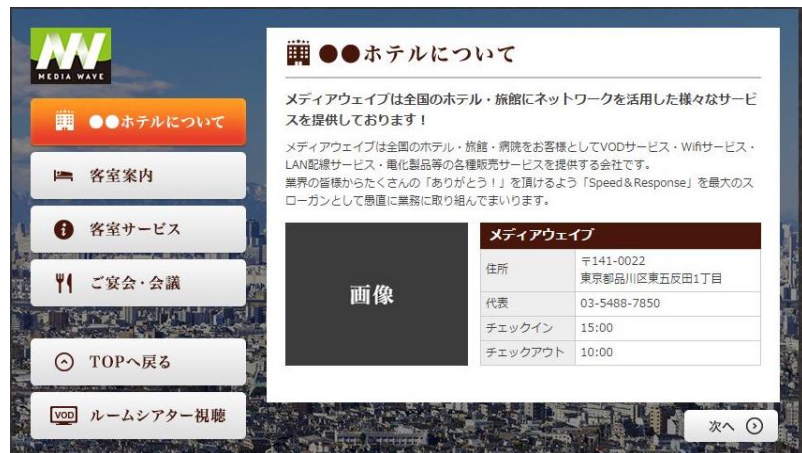 MEDIA WAVE
●●ホテルについて
客室案内
客室サービス
ご宴会・会議
TOPへ戻る
VOD ルームシアター視聴
●●ホテルについて
メディアウェイブは全国のホテル・旅館にネットワークを活用した様々なサービ
スを提供しております！
メディアウェイブは全国のホテル・旅館・病院をお客様としてVODサービス・Wifiサービス・
LAN配線サービス・電化製品等の各種販売サービスを提供する会社です。
業界の皆様からたくさんの「ありがとう！」を頂けるよう「Speed＆Response」を最大のス
ローガンとして愚直に業務に取り組んでまいります。
画像
メディアウェイブ
住所 〒141-0022
東京都品川区東五反田1丁目
代表 03-5488-7850
チェックイン 15:00
チェックアウト 10:00
次へ